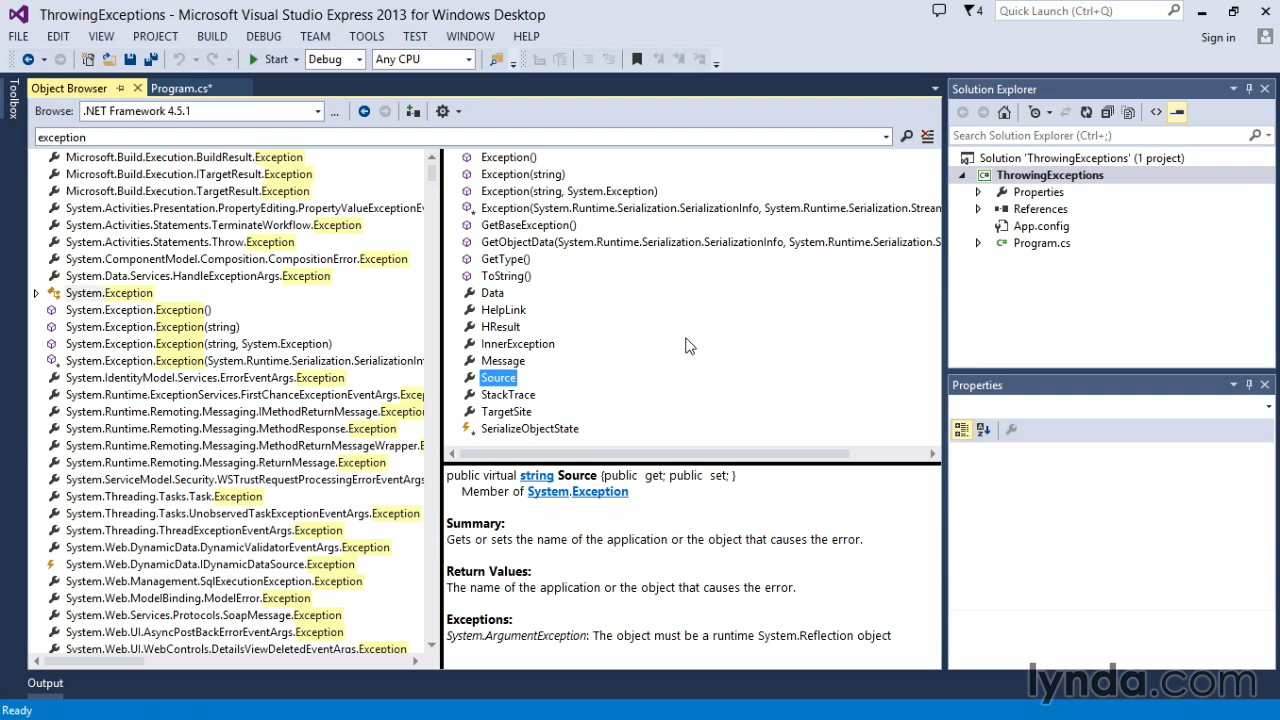 ThrowingExceptions - Microsoft Visual Studio Express 2013 for Windows Desktop
4
Quick Launch (Ctrl+Q)
FILE EDIT VIEW PROJECT BUILD DEBUG TEAM TOOLS TEST WINDOW HELP
Sign in
Start Debug Any CPU
Toolbox
Object Browser Program.cs*
Browse: .NET Framework 4.5.1 ...
exception
Microsoft.Build.Execution.BuildResult.Exception
Microsoft.Build.Execution.ITargetResult.Exception
Microsoft.Build.Execution.TargetResult.Exception
System.Activities.Presentation.PropertyEditing.PropertyValueExceptionEv
System.Activities.Statements.TerminateWorkflow.Exception
System.Activities.Statements.Throw.Exception
System.ComponentModel.Composition.CompositionError.Exception
System.Data.Services.HandleExceptionArgs.Exception
System.Exception
System.Exception.Exception()
System.Exception.Exception(string)
System.Exception.Exception(string, System.Exception)
System.Exception.Exception(System.Runtime.Serialization.SerializationInf
System.IdentityModel.Services.ErrorEventArgs.Exception
System.Runtime.ExceptionServices.FirstChanceExceptionEventArgs.Excep
System.Runtime.Remoting.Messaging.IMethodReturnMessage.Exception
System.Runtime.Remoting.Messaging.MethodResponse.Exception
System.Runtime.Remoting.Messaging.MethodReturnMessageWrapper.E
System.Runtime.Remoting.Messaging.ReturnMessage.Exception
System.ServiceModel.Security.WSTrustRequestProcessingErrorEventArgs
System.Threading.Tasks.Task.Exception
System.Threading.Tasks.UnobservedTaskExceptionEventArgs.Exception
System.Threading.ThreadExceptionEventArgs.Exception
System.Web.DynamicData.DynamicValidatorEventArgs.Exception
System.Web.DynamicData.IDynamicDataSource.Exception
System.Web.Management.SqlExecutionException.Exception
System.Web.ModelBinding.ModelError.Exception
System.Web.Services.Protocols.SoapMessage.Exception
System.Web.UI.AsyncPostBackErrorEventArgs.Exception
System.Web.UI.WebControls.DetailsViewDeletedEventArgs.Exception
Exception()
Exception(string)
Exception(string, System.Exception)
Exception(System.Runtime.Serialization.SerializationInfo, System.Runtime.Serialization.Stream
GetBaseException()
GetObjectData(System.Runtime.Serialization.SerializationInfo, System.Runtime.Serialization.S
GetType()
ToString()
Data
HelpLink
HResult
InnerException
Message
Source
StackTrace
TargetSite
SerializeObjectState
public virtual string Source {public get; public set; }
Member of System.Exception
Summary:
Gets or sets the name of the application or the object that causes the error.
Return Values:
The name of the application or the object that causes the error.
Exceptions:
System.ArgumentException: The object must be a runtime System.Reflection object
Solution Explorer
Search Solution Explorer (Ctrl+;)
Solution 'ThrowingExceptions' (1 project)
ThrowingExceptions
Properties
References
App.config
Program.cs
Properties
Output
Ready
lynda.com